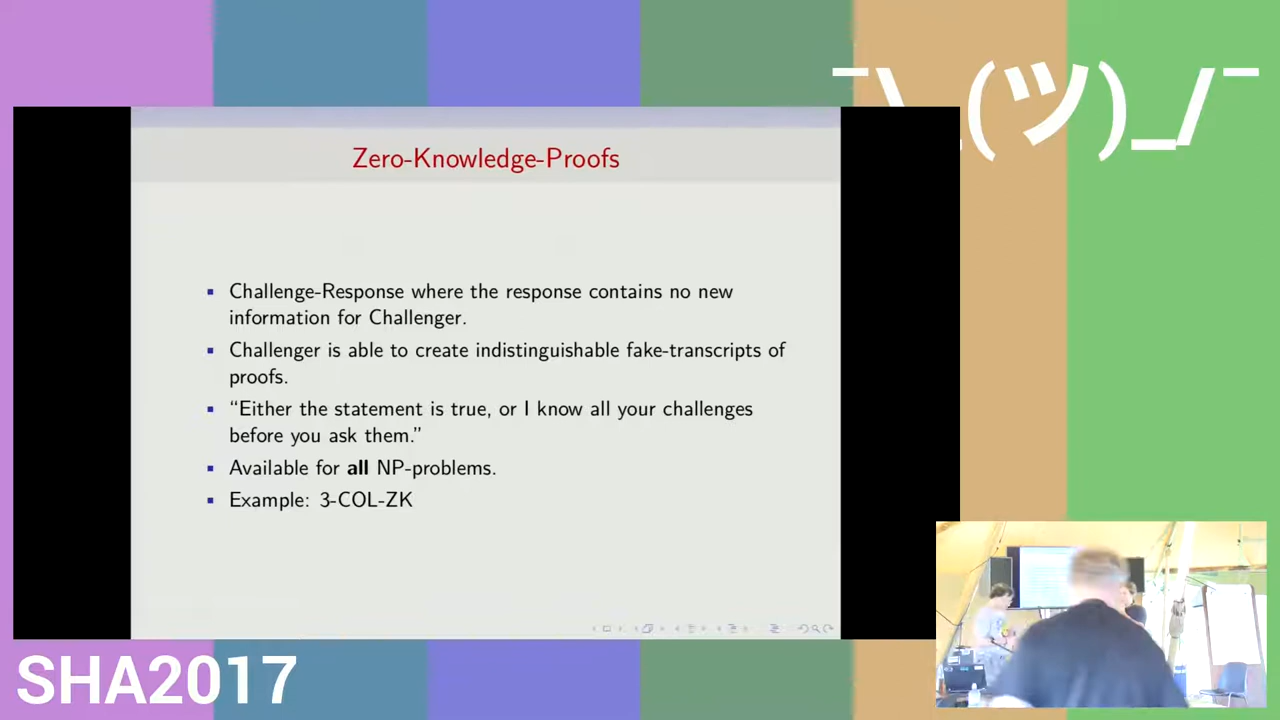 ¯\_(ツ)_/¯
Zero-Knowledge-Proofs
Challenge-Response where the response contains no new
information for Challenger.
Challenger is able to create indistinguishable fake-transcripts of
proofs.
“Either the statement is true, or I know all your challenges
before you ask them.”
Available for all NP-problems.
Example: 3-COL-ZK
SHA2017